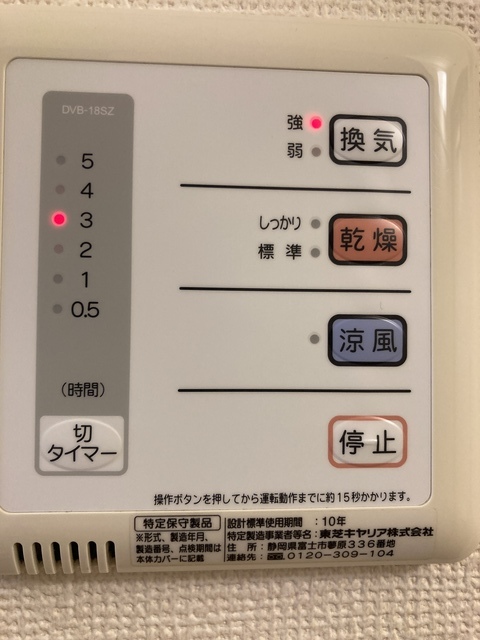 DVB-18SZ
5
4
3
2
1
0.5
(時間)
切
タイマー
強
弱
換気
しっかり
標準
乾燥
涼風
停止
操作ボタンを押してから運転動作までに約15秒かかります。
特定保守製品
※形式、製造年月、
製造番号、点検期間は
本体カバーに記載
設計標準使用期間 :10年
特定製造事業者等名:東芝キヤリア株式会社
住 所:静岡県富士市蓼原336番地
連絡先:0120-309-104